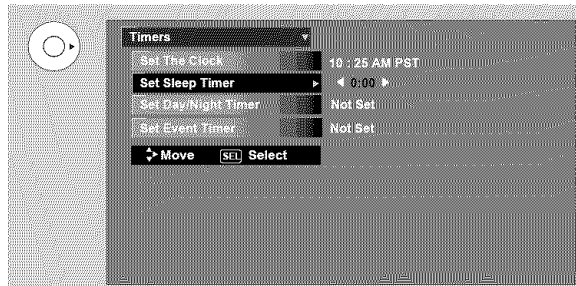 Timers
Set The Clock 10 : 25 AM PST
Set Sleep Timer 0:00
Set Day/Night Timer Not Set
Set Event Timer Not Set
Move SEL Select